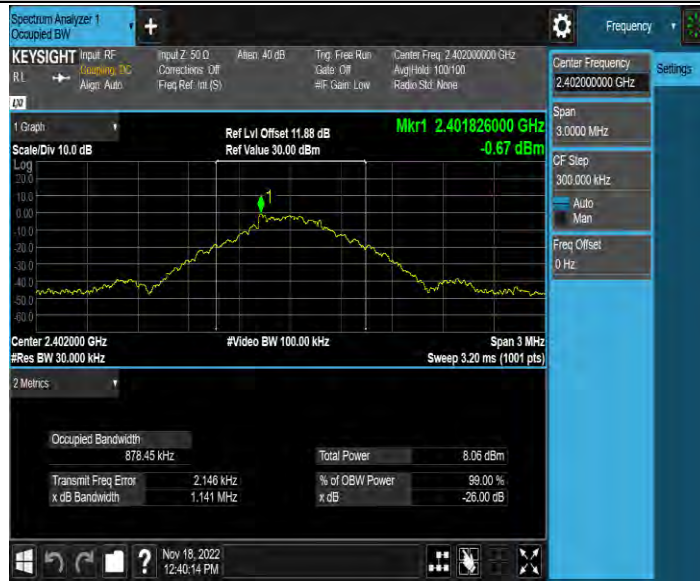 Spectrum Analyzer 1
Occupied BW
Frequency
KEYSIGHT
RL
Input: RF
Coupling: DC
Align: Auto
Input Z: 50 Ω
Corrections: Off
Freq Ref: Int (S)
Atten: 40 dB
Trig: Free Run
Gate: Off
#IF Gain: Low
Center Freq: 2.402000000 GHz
Avg|Hold: 100/100
Radio Std: None
Center Frequency
2.402000000 GHz
Settings
Span
3.0000 MHz
CF Step
300.000 kHz
Auto
Man
Freq Offset
0 Hz
1 Graph
Scale/Div 10.0 dB
Ref Lvl Offset 11.88 dB
Ref Value 30.00 dBm
Mkr1 2.401826000 GHz
-0.67 dBm
Log
20.0
10.0
0.00
-10.0
-20.0
-30.0
-40.0
-50.0
-60.0
1
Center 2.402000 GHz
#Video BW 100.00 kHz
Span 3 MHz
#Res BW 30.000 kHz
Sweep 3.20 ms (1001 pts)
2 Metrics
Occupied Bandwidth
878.45 kHz
Total Power 8.06 dBm
Transmit Freq Error 2.146 kHz
% of OBW Power 99.00 %
x dB Bandwidth 1.141 MHz
x dB -26.00 dB
?
Nov 18, 2022
12:40:14 PM